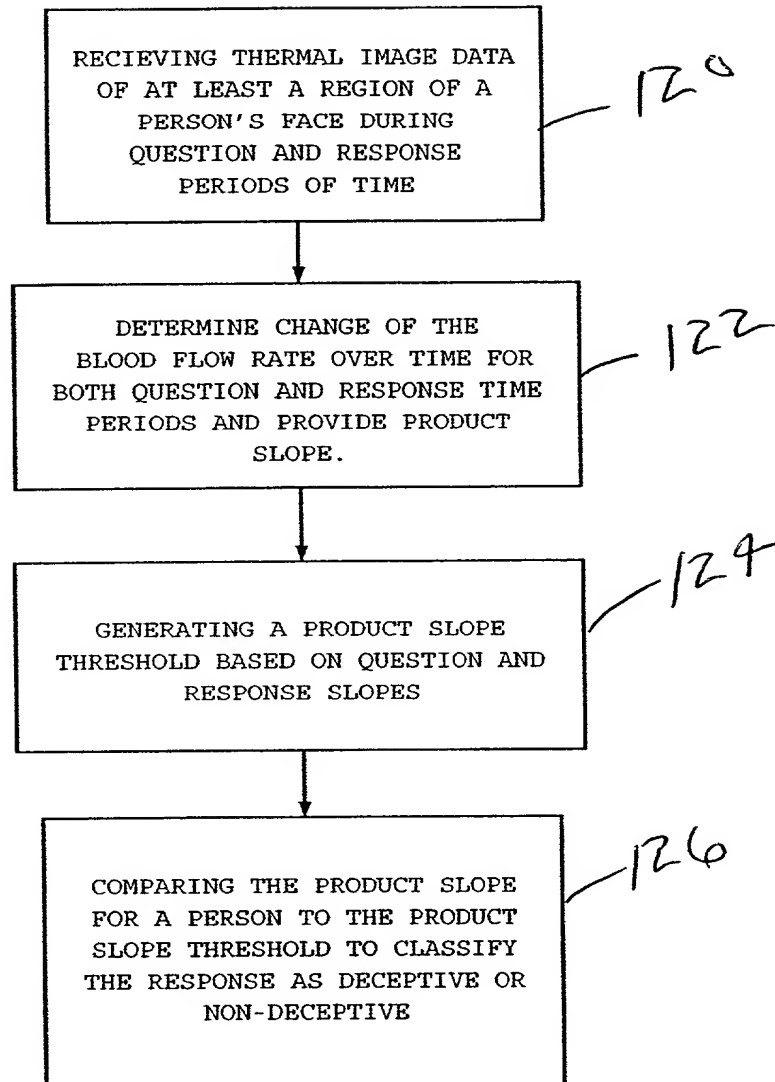 RECIEVING THERMAL IMAGE DATA
OF AT LEAST A REGION OF A
PERSON'S FACE DURING
QUESTION AND RESPONSE
PERIODS OF TIME
120
DETERMINE CHANGE OF THE
BLOOD FLOW RATE OVER TIME FOR
BOTH QUESTION AND RESPONSE TIME
PERIODS AND PROVIDE PRODUCT
SLOPE.
122
GENERATING A PRODUCT SLOPE
THRESHOLD BASED ON QUESTION AND
RESPONSE SLOPES
124
COMPARING THE PRODUCT SLOPE
FOR A PERSON TO THE PRODUCT
SLOPE THRESHOLD TO CLASSIFY
THE RESPONSE AS DECEPTIVE OR
NON-DECEPTIVE
126